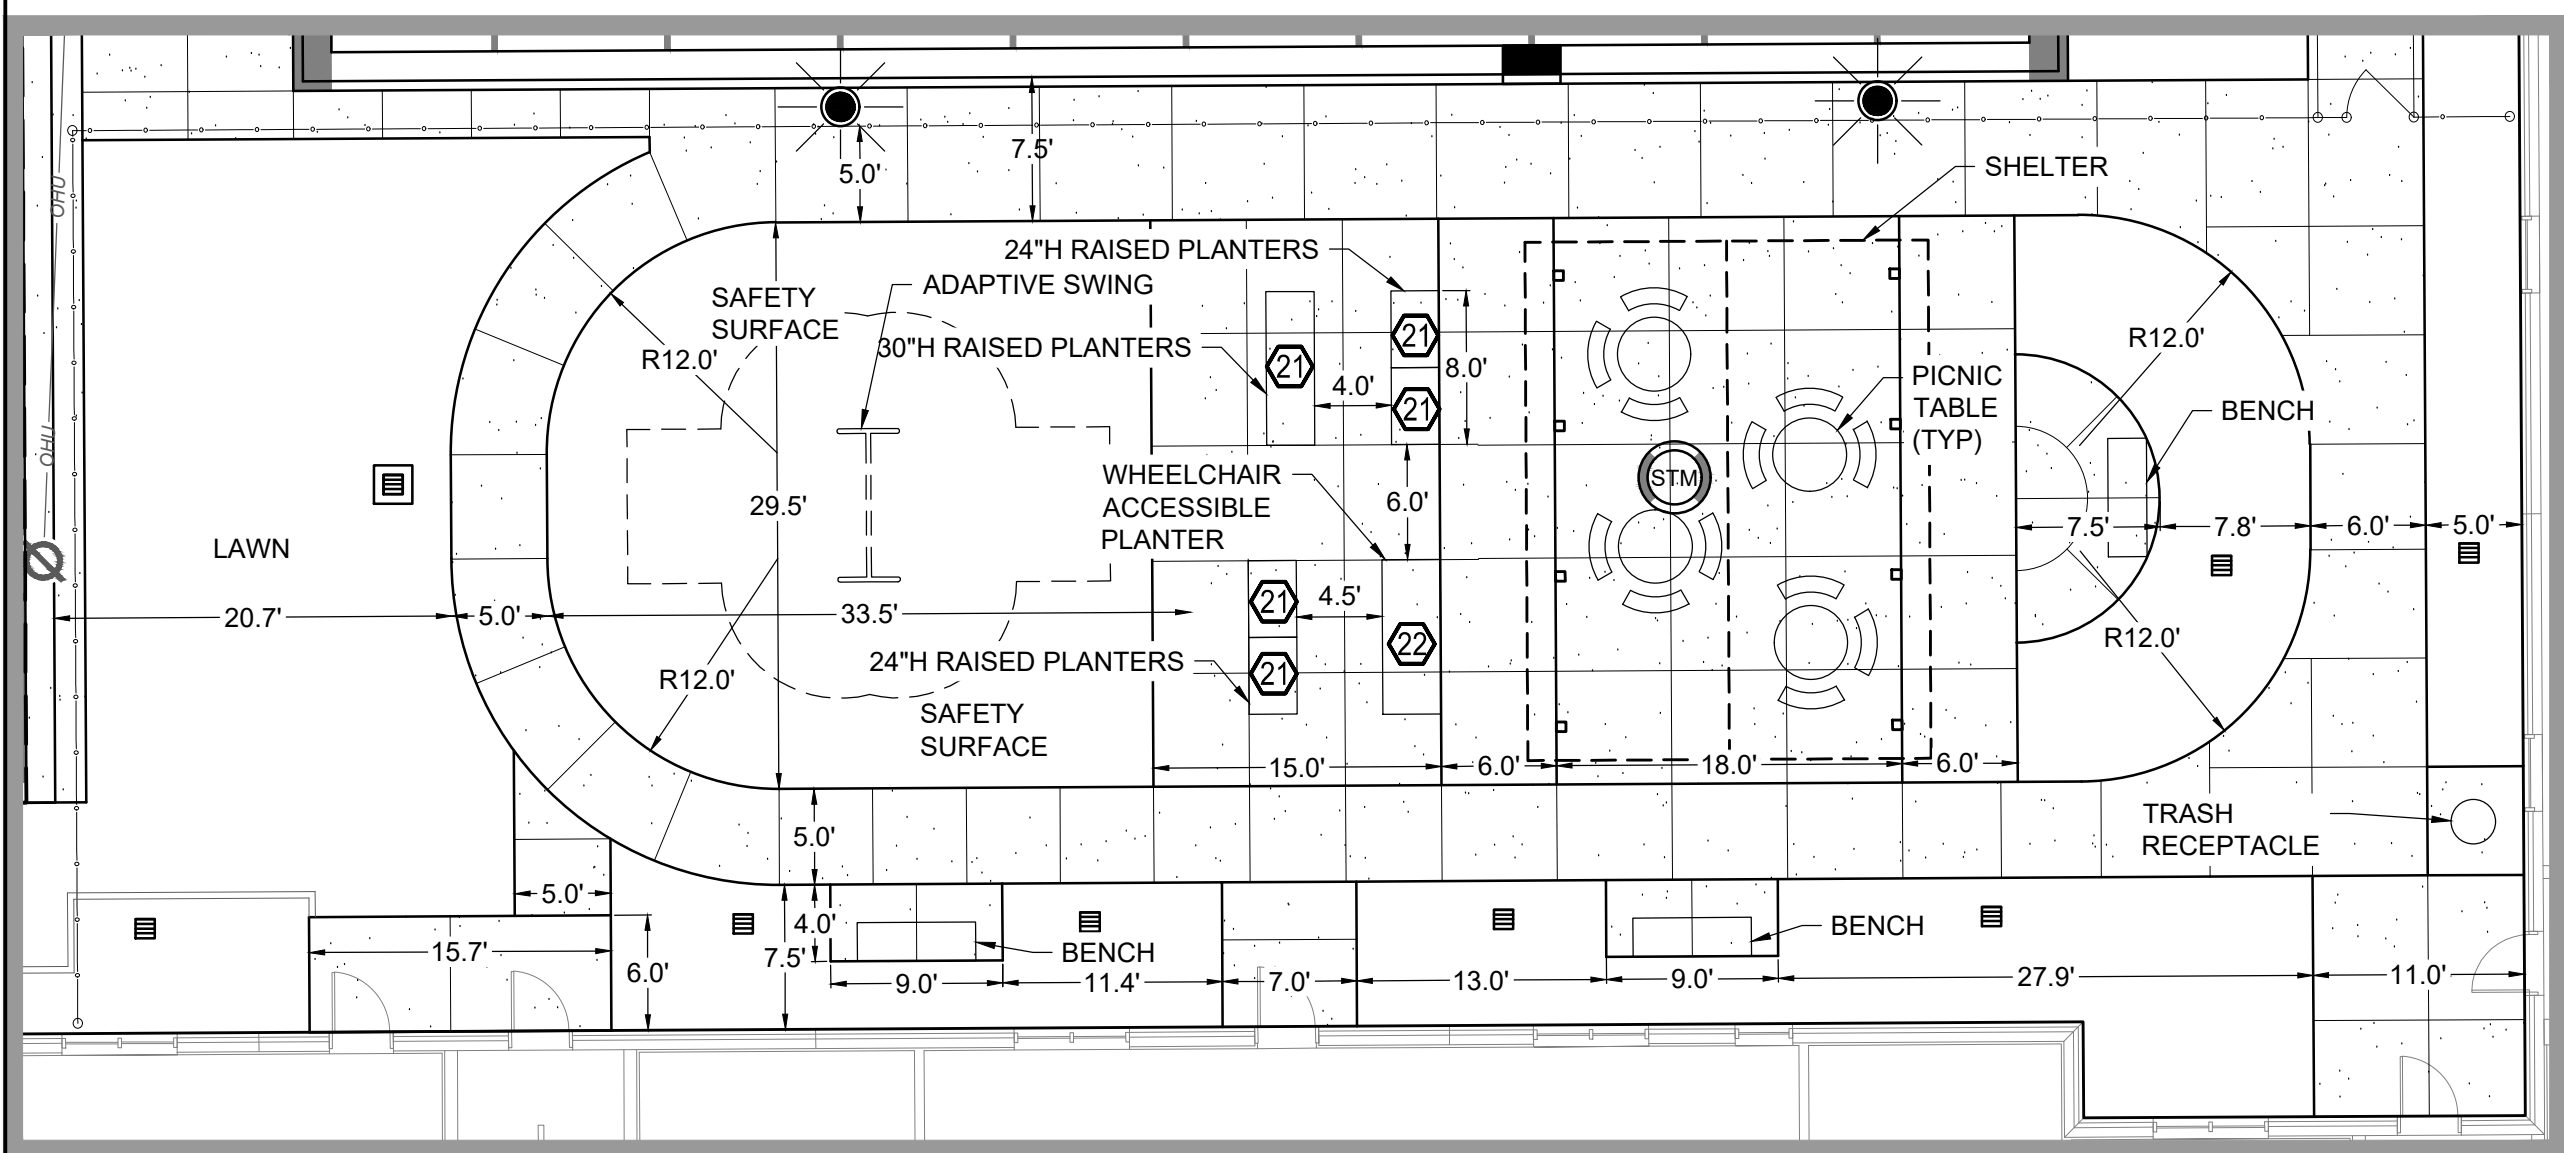 OHU
OHU
5.0'
7.5'
SHELTER
24"H RAISED PLANTERS
ADAPTIVE SWING
SAFETY
SURFACE
30"H RAISED PLANTERS
R12.0'
21
21
21
4.0'
8.0'
R12.0'
PICNIC
TABLE
(TYP)
BENCH
WHEELCHAIR
ACCESSIBLE
PLANTER
STM
29.5'
6.0'
7.5'
7.8'
6.0'
5.0'
LAWN
20.7'
5.0'
33.5'
21
4.5'
22
21
R12.0'
24"H RAISED PLANTERS
R12.0'
SAFETY
SURFACE
15.0'
6.0'
18.0'
6.0'
5.0'
TRASH
RECEPTACLE
5.0'
4.0'
15.7'
6.0'
7.5'
BENCH
BENCH
9.0'
11.4'
7.0'
13.0'
9.0'
27.9'
11.0'